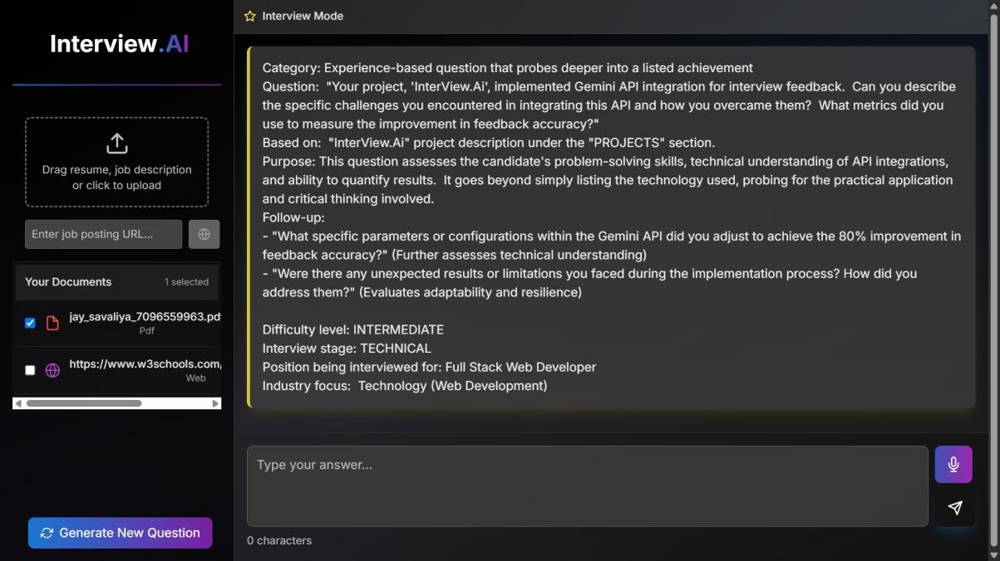 Interview.AI
Drag resume, job description
or click to upload
Enter job posting URL...
Your Documents
1 selected
jay_savaliya_7096559963.pdf
Pdf
https://www.w3schools.com/
Web
Generate New Question
Interview Mode
Category: Experience-based question that probes deeper into a listed achievement
Question:  "Your project, 'InterView.Ai', implemented Gemini API integration for interview feedback.  Can you describe
the specific challenges you encountered in integrating this API and how you overcame them?  What metrics did you
use to measure the improvement in feedback accuracy?"
Based on:  "InterView.Ai" project description under the "PROJECTS" section.
Purpose: This question assesses the candidate's problem-solving skills, technical understanding of API integrations,
and ability to quantify results.  It goes beyond simply listing the technology used, probing for the practical application
and critical thinking involved.
Follow-up:
- "What specific parameters or configurations within the Gemini API did you adjust to achieve the 80% improvement in
feedback accuracy?" (Further assesses technical understanding)
- "Were there any unexpected results or limitations you faced during the implementation process? How did you
address them?" (Evaluates adaptability and resilience)
Difficulty level: INTERMEDIATE
Interview stage: TECHNICAL
Position being interviewed for: Full Stack Web Developer
Industry focus:  Technology (Web Development)
Type your answer...
0 characters